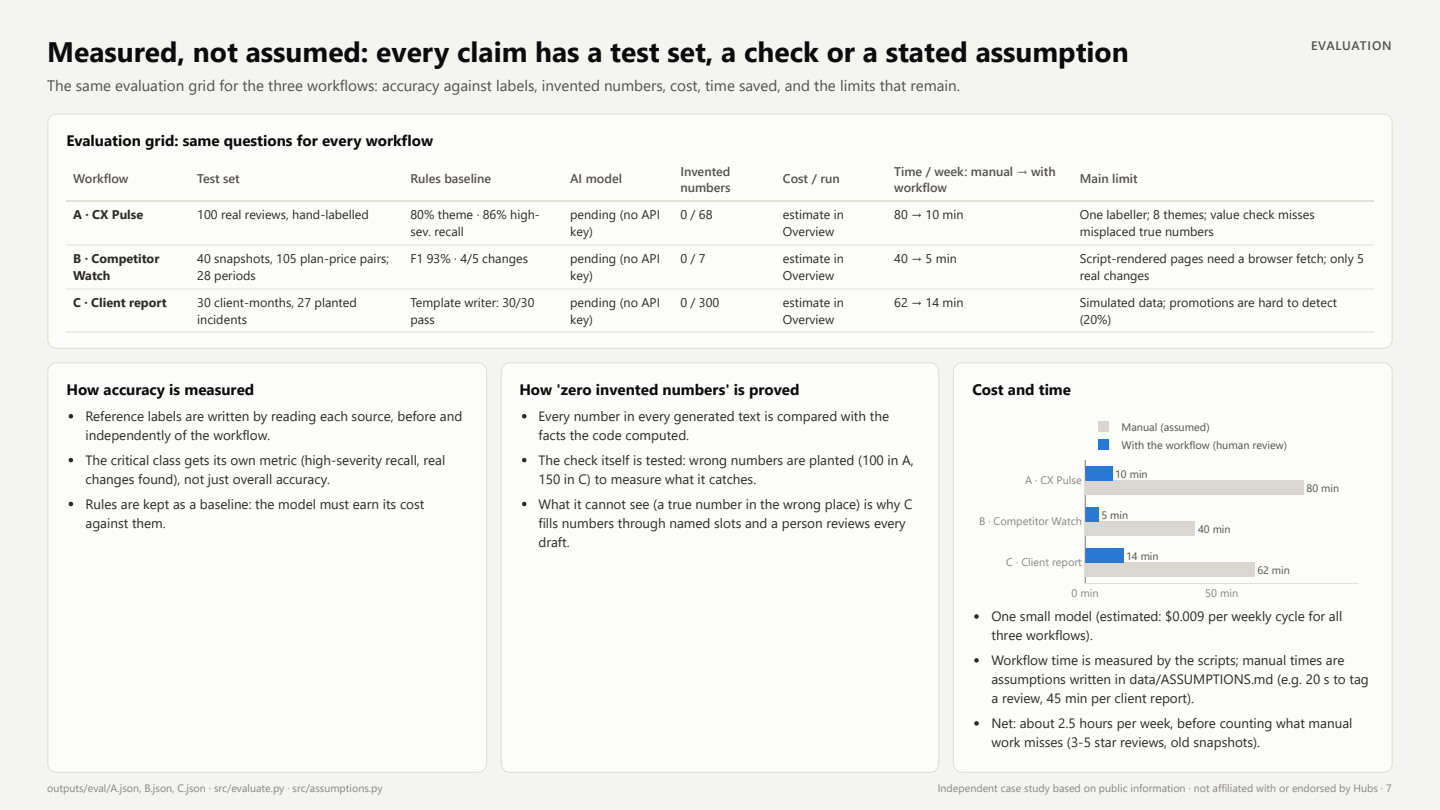 Measured, not assumed: every claim has a test set, a check or a stated assumption
EVALUATION
The same evaluation grid for the three workflows: accuracy against labels, invented numbers, cost, time saved, and the limits that remain.
Evaluation grid: same questions for every workflow
Workflow
Test set
Rules baseline
AI model
Invented
numbers
Cost / run
Time / week: manual → with
workflow
Main limit
A · CX Pulse
100 real reviews, hand-labelled
80% theme · 86% high-
sev. recall
pending (no API
key)
0 / 68
estimate in
Overview
80 → 10 min
One labeller; 8 themes; value check misses
misplaced true numbers
B · Competitor
Watch
40 snapshots, 105 plan-price pairs;
28 periods
F1 93% · 4/5 changes
pending (no API
key)
0 / 7
estimate in
Overview
40 → 5 min
Script-rendered pages need a browser fetch; only 5
real changes
C · Client report
30 client-months, 27 planted
incidents
Template writer: 30/30
pass
pending (no API
key)
0 / 300
estimate in
Overview
62 → 14 min
Simulated data; promotions are hard to detect
(20%)
How accuracy is measured
• Reference labels are written by reading each source, before and
independently of the workflow.
• The critical class gets its own metric (high-severity recall, real
changes found), not just overall accuracy.
• Rules are kept as a baseline: the model must earn its cost
against them.
How 'zero invented numbers' is proved
• Every number in every generated text is compared with the
facts the code computed.
• The check itself is tested: wrong numbers are planted (100 in A,
150 in C) to measure what it catches.
• What it cannot see (a true number in the wrong place) is why C
fills numbers through named slots and a person reviews every
draft.
Cost and time
Manual (assumed)
With the workflow (human review)
A · CX Pulse
10 min
80 min
B · Competitor Watch
5 min
40 min
C · Client report
14 min
62 min
0 min
50 min
• One small model (estimated: $0.009 per weekly cycle for all
three workflows).
• Workflow time is measured by the scripts; manual times are
assumptions written in data/ASSUMPTIONS.md (e.g. 20 s to tag
a review, 45 min per client report).
• Net: about 2.5 hours per week, before counting what manual
work misses (3-5 star reviews, old snapshots).
outputs/eval/A.json, B.json, C.json · src/evaluate.py · src/assumptions.py
Independent case study based on public information · not affiliated with or endorsed by Hubs · 7